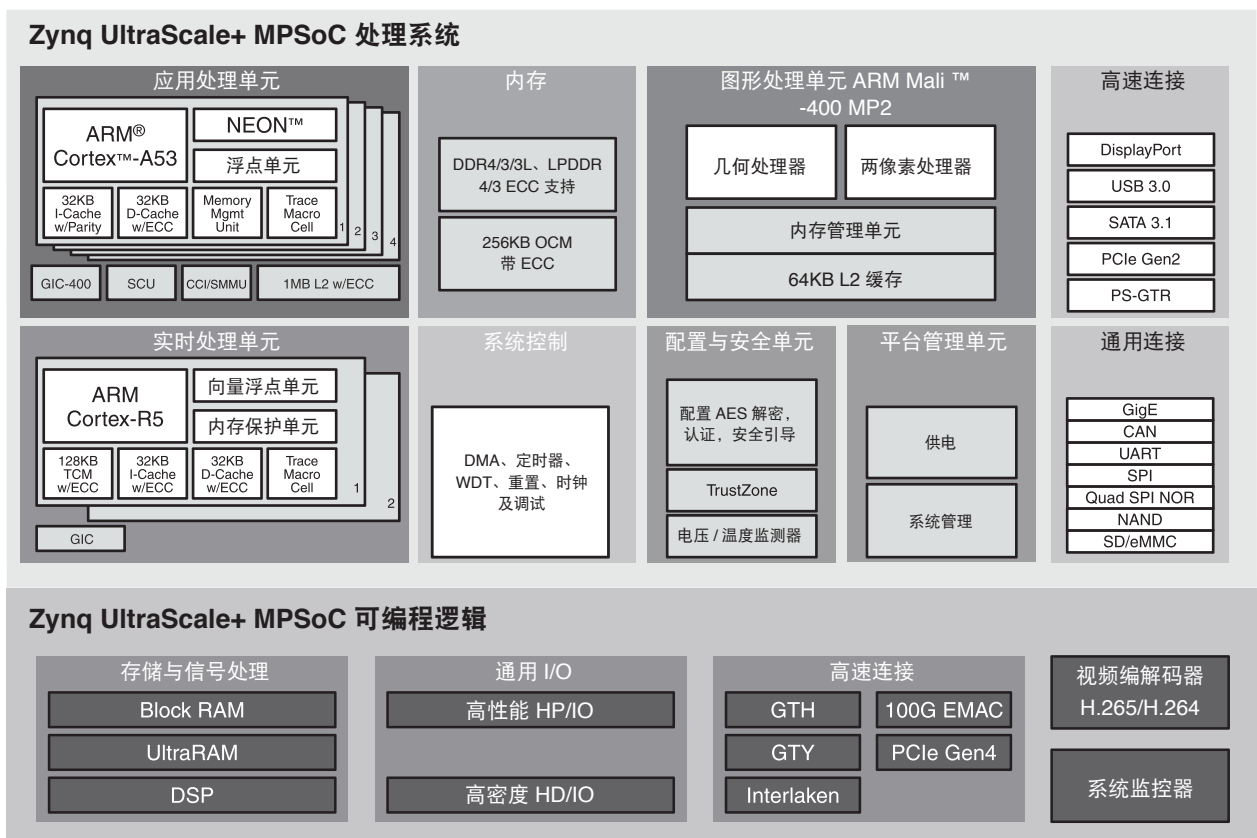 Zynq UltraScale+ MPSoC 处理系统
应用处理单元
ARM®
Cortex™-A53
NEON™
浮点单元
32KB
I-Cache
w/Parity
32KB
D-Cache
w/ECC
Memory
Mgmt
Unit
Trace
Macro
Cell
1
2
3
4
GIC-400
SCU
CCI/SMMU
1MB L2 w/ECC
内存
DDR4/3/3L、LPDDR
4/3 ECC 支持
256KB OCM
带 ECC
图形处理单元 ARM Mali ™
-400 MP2
几何处理器
两像素处理器
内存管理单元
64KB L2 缓存
高速连接
DisplayPort
USB 3.0
SATA 3.1
PCIe Gen2
PS-GTR
实时处理单元
ARM
Cortex-R5
向量浮点单元
内存保护单元
128KB
TCM
w/ECC
32KB
I-Cache
w/ECC
32KB
D-Cache
w/ECC
Trace
Macro
Cell
1
2
GIC
系统控制
DMA、定时器、
WDT、重置、时钟
及调试
配置与安全单元
配置 AES 解密，
认证，安全引导
TrustZone
电压 / 温度监测器
平台管理单元
供电
系统管理
通用连接
GigE
CAN
UART
SPI
Quad SPI NOR
NAND
SD/eMMC
Zynq UltraScale+ MPSoC 可编程逻辑
存储与信号处理
Block RAM
UltraRAM
DSP
通用 I/O
高性能 HP/IO
高密度 HD/IO
高速连接
GTH
100G EMAC
GTY
PCIe Gen4
Interlaken
视频编解码器
H.265/H.264
系统监控器